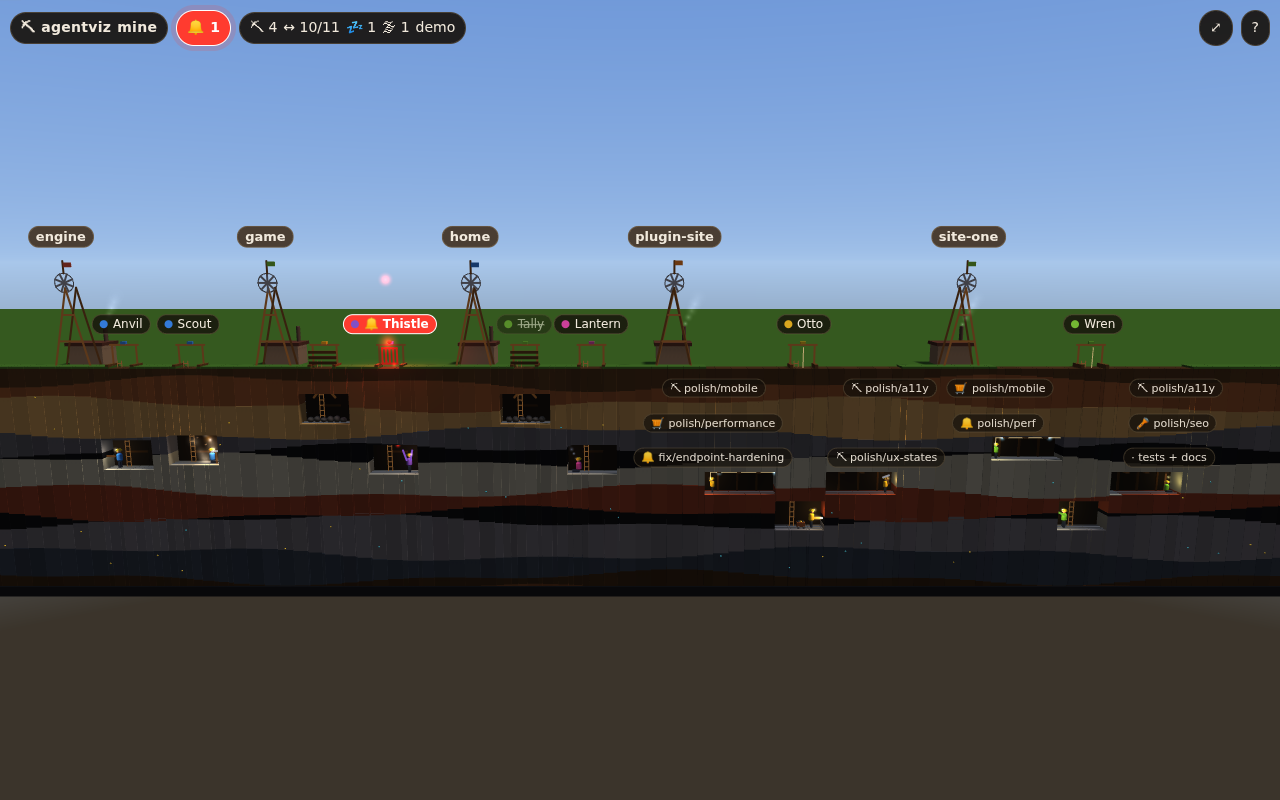 ⛏ agentviz mine
🔔 1
⛏ 4 ↔ 10/11 💤 1 🌫 1 demo
⤢
?
engine
game
home
plugin-site
site-one
Anvil
Scout
🔔 Thistle
Tally
Lantern
Otto
Wren
⛏ polish/mobile
⛏ polish/a11y
🛒 polish/mobile
⛏ polish/a11y
🛒 polish/performance
🔔 polish/perf
🔑 polish/seo
🔔 fix/endpoint-hardening
⛏ polish/ux-states
· tests + docs